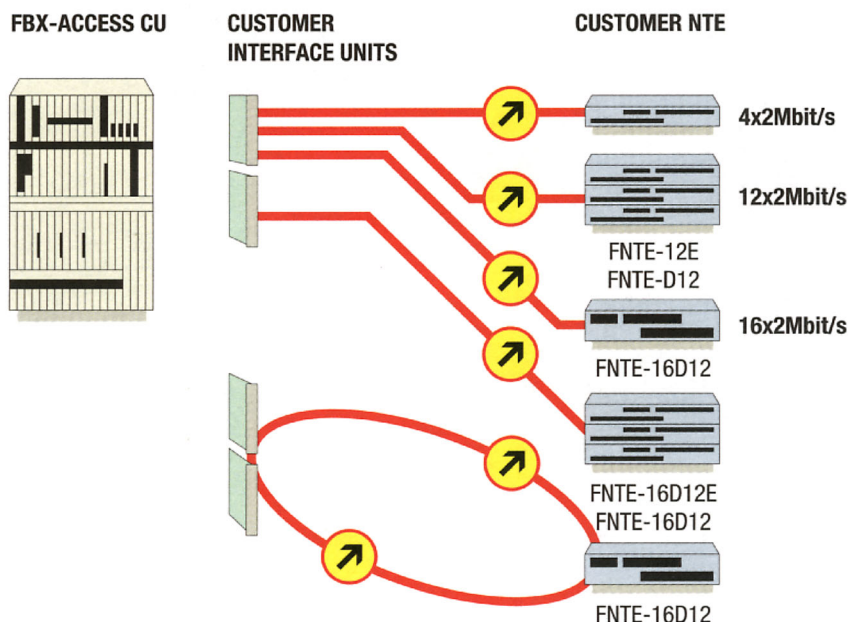 FBX-ACCESS CU
CUSTOMER
INTERFACE UNITS
CUSTOMER NTE
4x2Mbit/s
12x2Mbit/s
FNTE-12E
FNTE-D12
16x2Mbit/s
FNTE-16D12
FNTE-16D12E
FNTE-16D12
FNTE-16D12